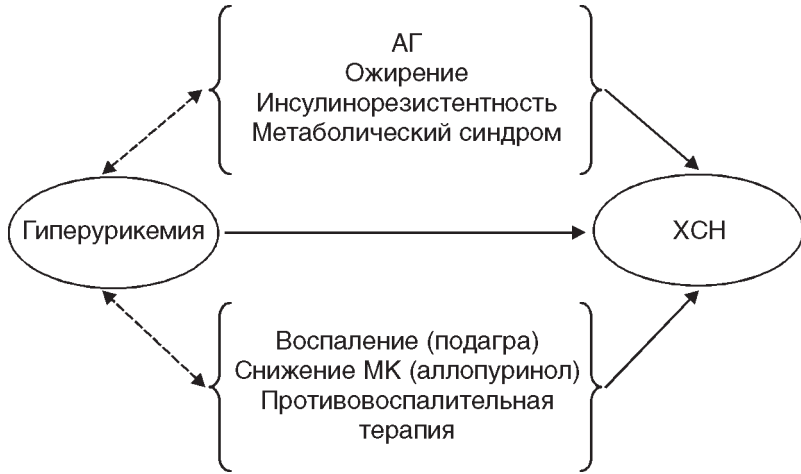 АГ
Ожирение
Инсулинорезистентность
Метаболический синдром
Гиперурикемия
ХСН
Воспаление (подагра)
Снижение МК (аллопуринол)
Противовоспалительная
терапия